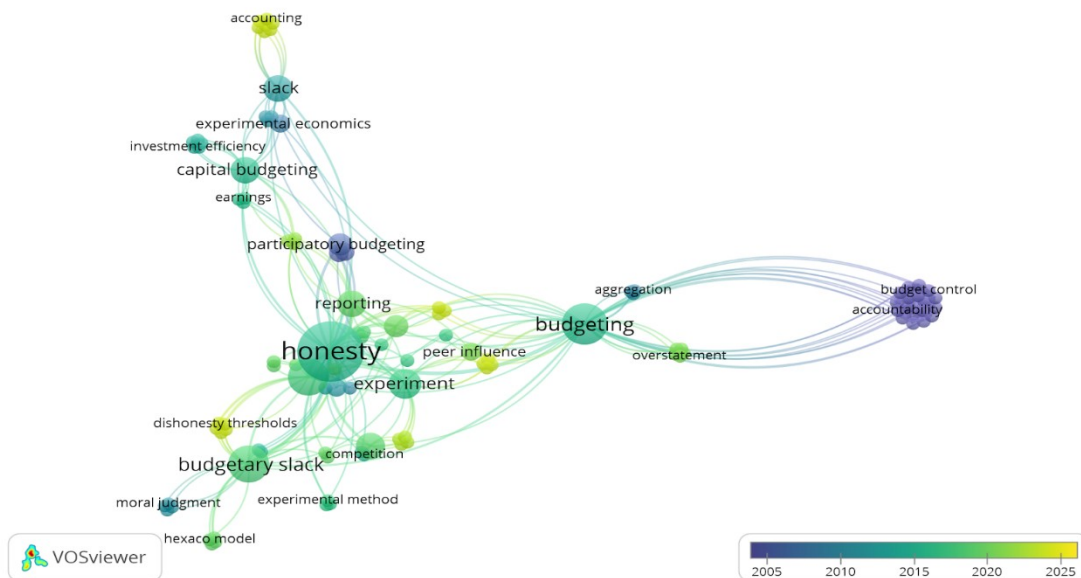 accounting
slack
experimental economics
investment efficiency
capital budgeting
earnings
participatory budgeting
budget control
aggregation
reporting
accountability
budgeting
honesty
peer influence
overstatement
experiment
dishonesty thresholds
competition
budgetary slack
experimental method
moral judgment
hexaco model
VOSviewer
2005 2010 2015 2020 2025